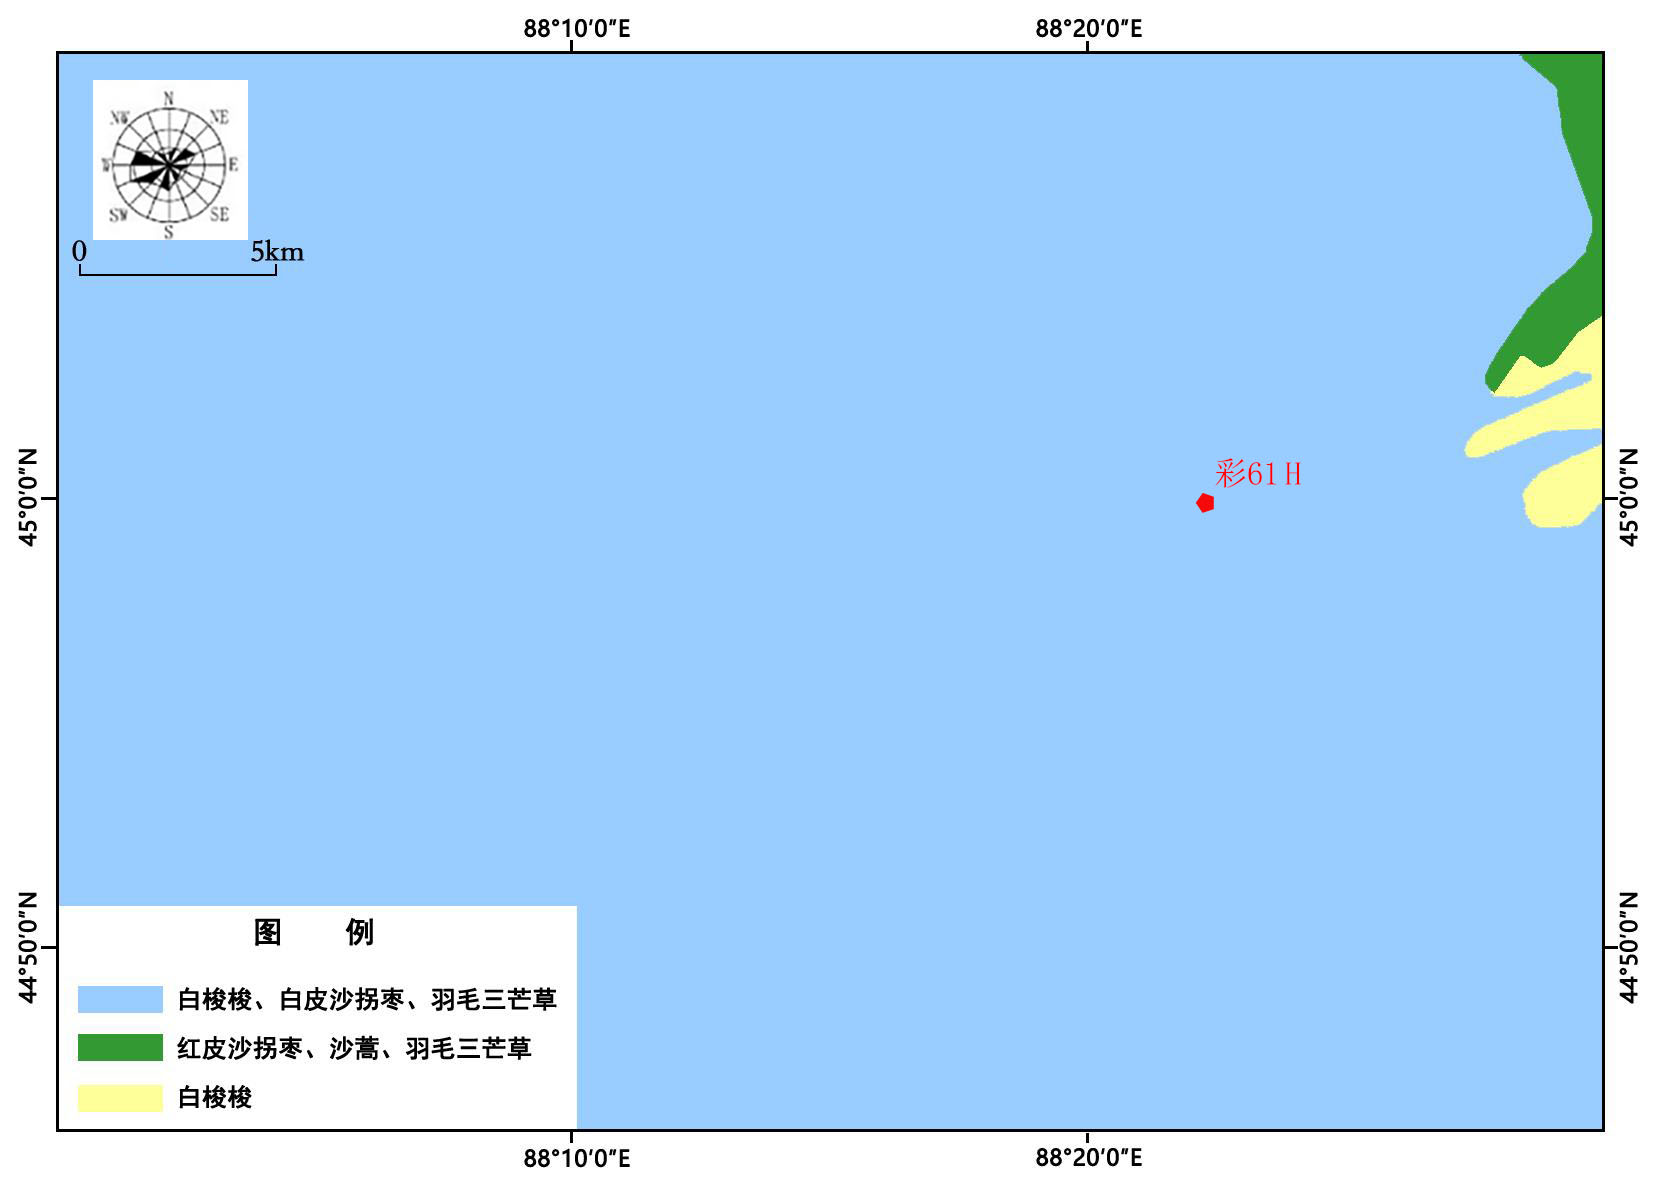 88°10′0″E 88°20′0″E
N
NW NE
W E
SW SE
S
0 5km
彩61H
45°0′0″N 45°0′0″N
44°50′0″N 44°50′0″N
图 例
白梭梭、白皮沙拐枣、羽毛三芒草
红皮沙拐枣、沙蒿、羽毛三芒草
白梭梭
88°10′0″E 88°20′0″E